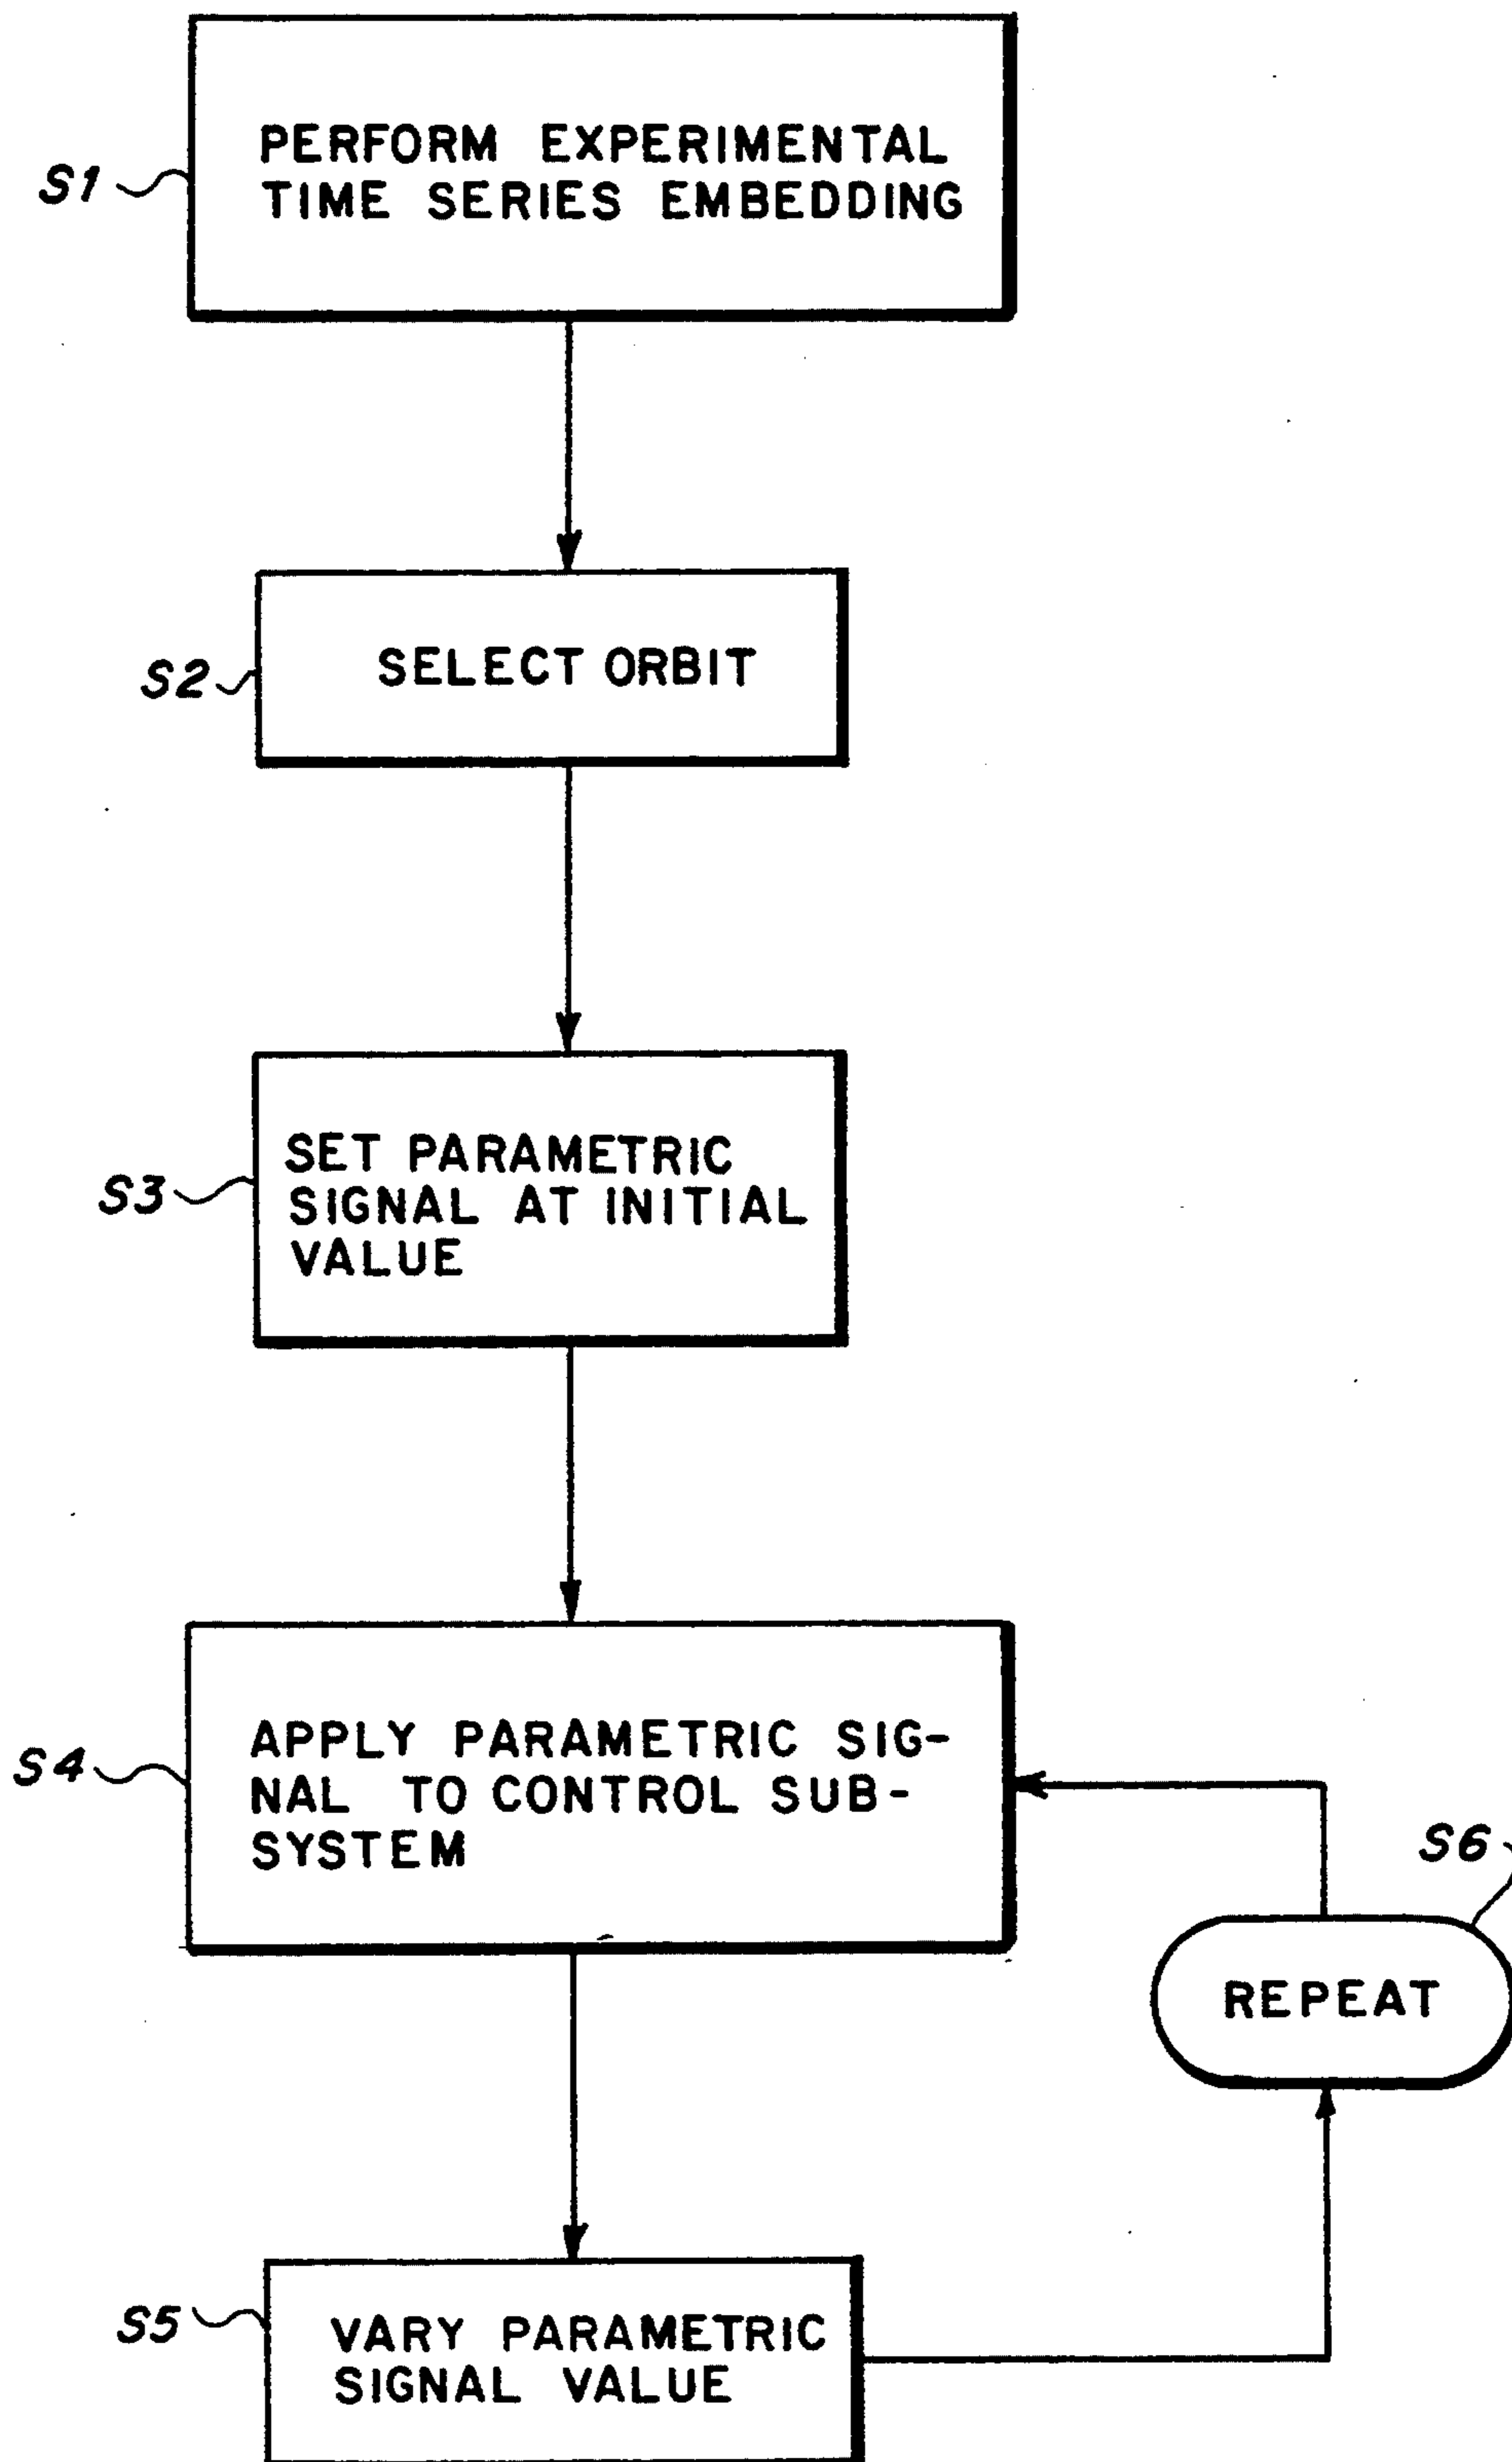 S1
PERFORM EXPERIMENTAL
TIME SERIES EMBEDDING
S2
SELECT ORBIT
S3
SET PARAMETRIC
SIGNAL AT INITIAL
VALUE
S4
APPLY PARAMETRIC SIG-
NAL TO CONTROL SUB-
SYSTEM
S6
REPEAT
S5
VARY PARAMETRIC
SIGNAL VALUE